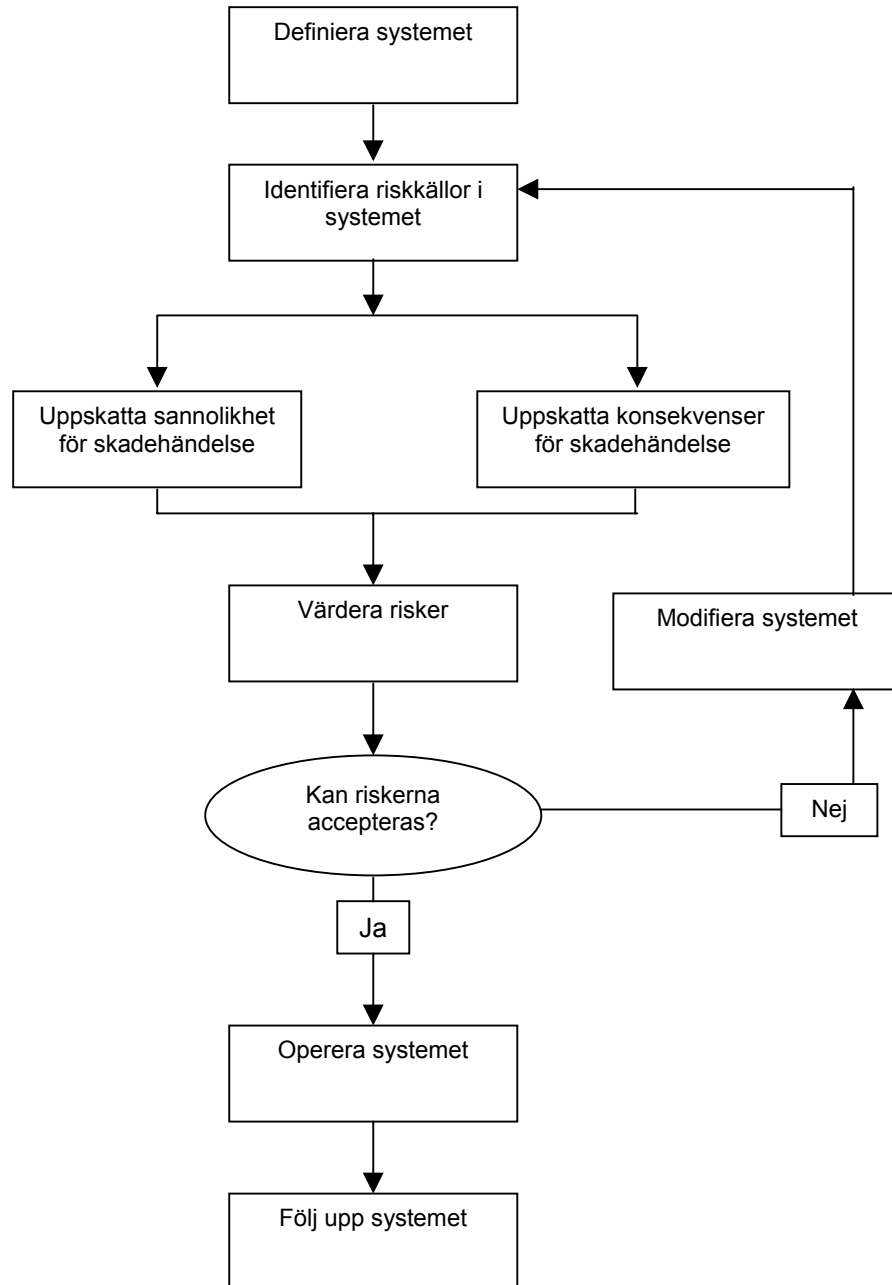 Definiera systemet
Identifiera riskkällor i
systemet
Uppskatta sannolikhet
för skadehändelse
Uppskatta konsekvenser
för skadehändelse
Värdera risker
Modifiera systemet
Kan riskerna
accepteras?
Nej
Ja
Operera systemet
Följ upp systemet